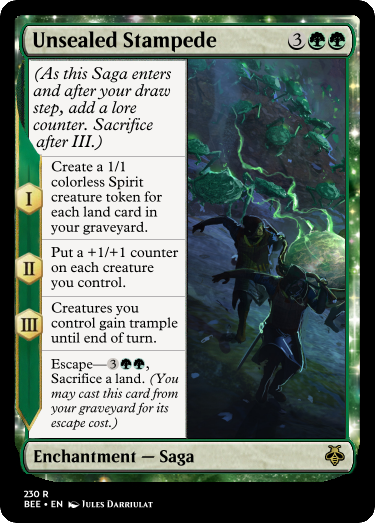 Unsealed Stampede 3
(As this Saga enters
and after your draw
step, add a lore
counter. Sacrifice
after III.)
I
Create a 1/1
colorless Spirit
creature token for
each land card in
your graveyard.
II
Put a +1/+1 counter
on each creature
you control.
III
Creatures you
control gain trample
until end of turn.
Escape—3,
Sacrifice a land. (You
may cast this card from
your graveyard for its
escape cost.)
Enchantment — Saga
230 R
BEE • EN Jules Darriulat